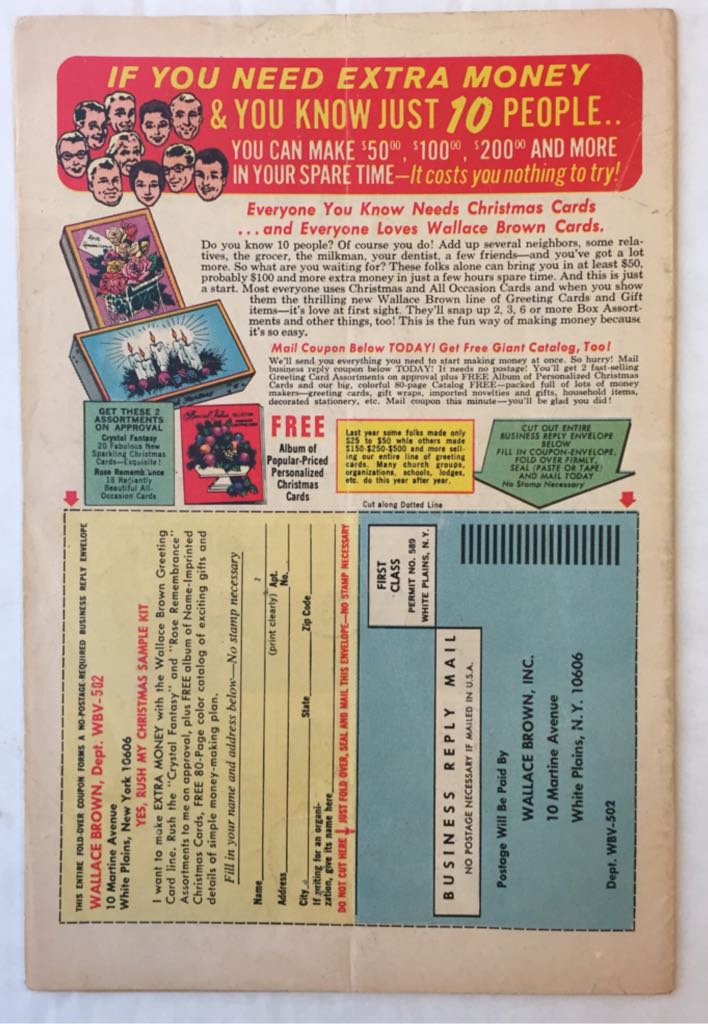 IF YOU NEED EXTRA MONEY
& YOU KNOW JUST 10 PEOPLE..
YOU CAN MAKE $50⁰⁰, $100⁰⁰, $200⁰⁰ AND MORE
IN YOUR SPARE TIME—It costs you nothing to try!
Everyone You Know Needs Christmas Cards
...and Everyone Loves Wallace Brown Cards.
Do you know 10 people? Of course you do! Add up several neighbors, some rela-
tives, the grocer, the milkman, your dentist, a few friends—and you've got a lot
more. So what are you waiting for? These folks alone can bring you in at least $50,
probably $100 and more extra money in just a few hours spare time. And this is just
a start. Most everyone uses Christmas and All Occasion Cards and when you show
them the thrilling new Wallace Brown line of Greeting Cards and Gift
items—it's love at first sight. They'll snap up 2, 3, 6 or more Box Assort-
ments and other things, too! This is the fun way of making money because
it's so easy.
Mail Coupon Below TODAY! Get Free Giant Catalog, Too!
We'll send you everything you need to start making money at once. So hurry! Mail
business reply coupon below TODAY! It needs no postage! You'll get 2 fast-selling
Greeting Card Assortments on approval plus FREE Album of Personalized Christmas
Cards and our big, colorful 80-page Catalog FREE—packed full of lots of money
makers—greeting cards, gift wraps, imported novelties and gifts, household items,
decorated stationery, etc. Mail coupon this minute—you'll be glad you did!
GET THESE 2
ASSORTMENTS
ON APPROVAL
Crystal Fantasy
20 Fabulous New
Sparkling Christmas
Cards—Exquisite!
Rose Remembrance
18 Radiantly
Beautiful All-
Occasion Cards
FREE
Album of
Popular-Priced
Personalized
Christmas
Cards
Last year some folks made only
$25 to $50 while others made
$150-$250-$500 and more sell-
ing our entire line of greeting
cards. Many church groups,
organizations, schools, lodges,
etc. do this year after year.
CUT OUT ENTIRE
BUSINESS REPLY ENVELOPE
BELOW
FILL IN COUPON-ENVELOPE,
FOLD OVER FIRMLY,
SEAL (PASTE OR TAPE)
AND MAIL TODAY
No Stamp Necessary
Cut along Dotted Line
THIS ENTIRE FOLD-OVER COUPON FORMS A NO-POSTAGE-REQUIRED BUSINESS REPLY ENVELOPE
WALLACE BROWN, Dept. WBV-502
10 Martine Avenue
White Plains, New York 10606
YES, RUSH MY CHRISTMAS SAMPLE KIT
I want to make EXTRA MONEY with the Wallace Brown Greeting
Card line. Rush the "Crystal Fantasy" and "Rose Remembrance"
Assortments to me on approval, plus FREE album of Name-Imprinted
Christmas Cards, FREE 80-Page color catalog of exciting gifts and
details of simple money-making plan.
Fill in your name and address below—No stamp necessary
Name
(print clearly)
Address
Apt.
No.
City
State
Zip Code
If writing for an organi-
zation, give its name here
DO NOT CUT HERE JUST FOLD OVER, SEAL AND MAIL THIS ENVELOPE—NO STAMP NECESSARY
FIRST
CLASS
PERMIT NO. 589
WHITE PLAINS, N.Y.
BUSINESS REPLY MAIL
NO POSTAGE NECESSARY IF MAILED IN U.S.A.
Postage Will Be Paid By
WALLACE BROWN, INC.
10 Martine Avenue
White Plains, N.Y. 10606
Dept. WBV-502